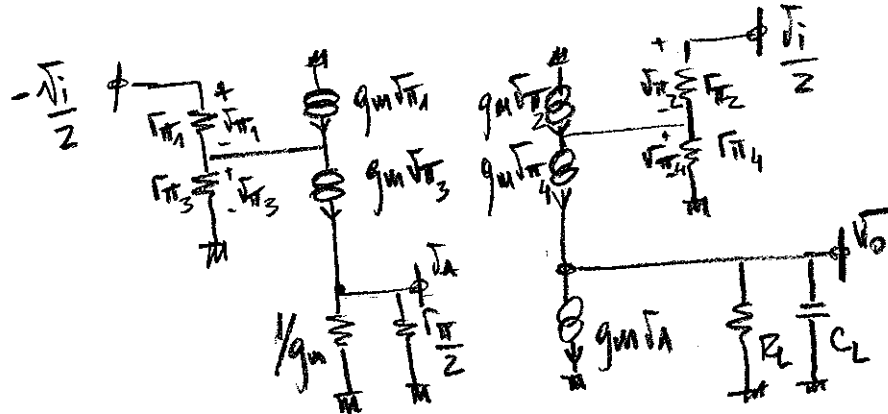 - vi/2
rπ1
+
vπ1
-
gm vπ1
rπ3
+
vπ3
-
gm vπ3
vA
1/gm
rπ/2
+
vi/2
gm vπ2
vπ2
rπ2
-
gm vπ4
+
vπ4
-
rπ4
vo
gm vA
RL
CL